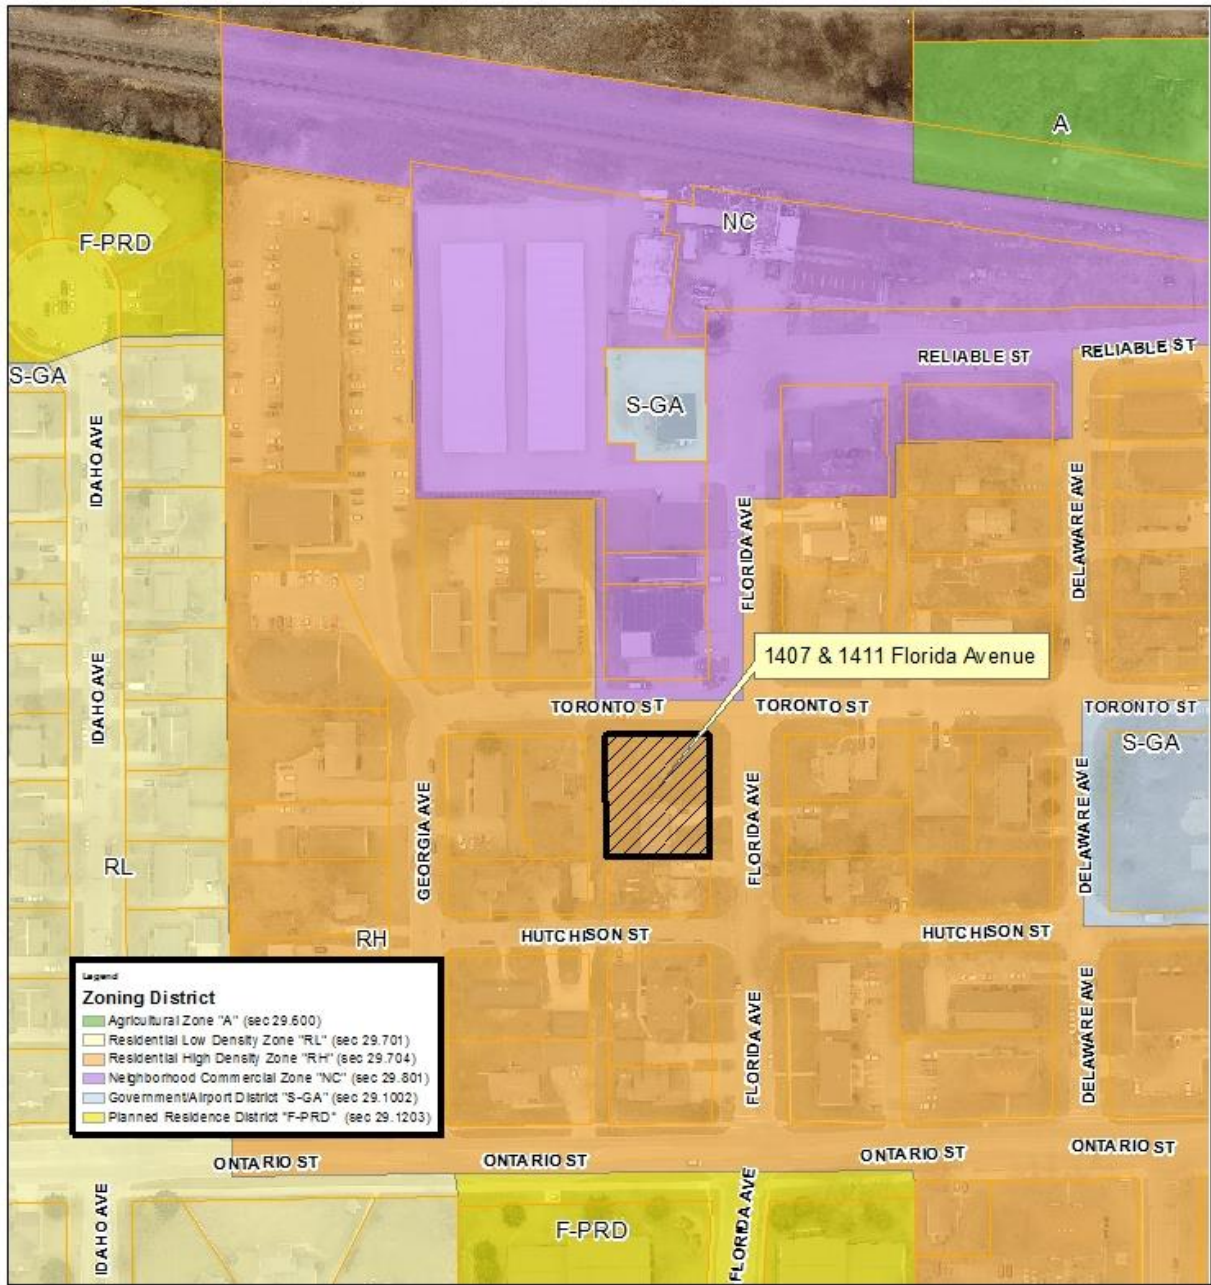 A
NC
F-PRD
RELIABLE ST
RELIABLE ST
S-GA
S-GA
IDAHO AVE
DELAWARE AVE
FLORIDA AVE
1407 & 1411 Florida Avenue
IDAHO AVE
TORONTO ST
TORONTO ST
TORONTO ST
S-GA
GEORGIA AVE
FLORIDA AVE
DELAWARE AVE
RL
RH
HUTCHISON ST
HUTCHISON ST
Legend
Zoning District
Agricultural Zone "A" (sec 29.600)
Residential Low Density Zone "RL" (sec 29.701)
Residential High Density Zone "RH" (sec 29.704)
Neighborhood Commercial Zone "NC" (sec 29.801)
Government/Airport District "S-GA" (sec 29.1002)
Planned Residence District "F-PRD" (sec 29.1203)
FLORIDA AVE
DELAWARE AVE
ONTARIO ST
ONTARIO ST
ONTARIO ST
ONTARIO ST
IDAHO AVE
F-PRD
FLORIDA AVE